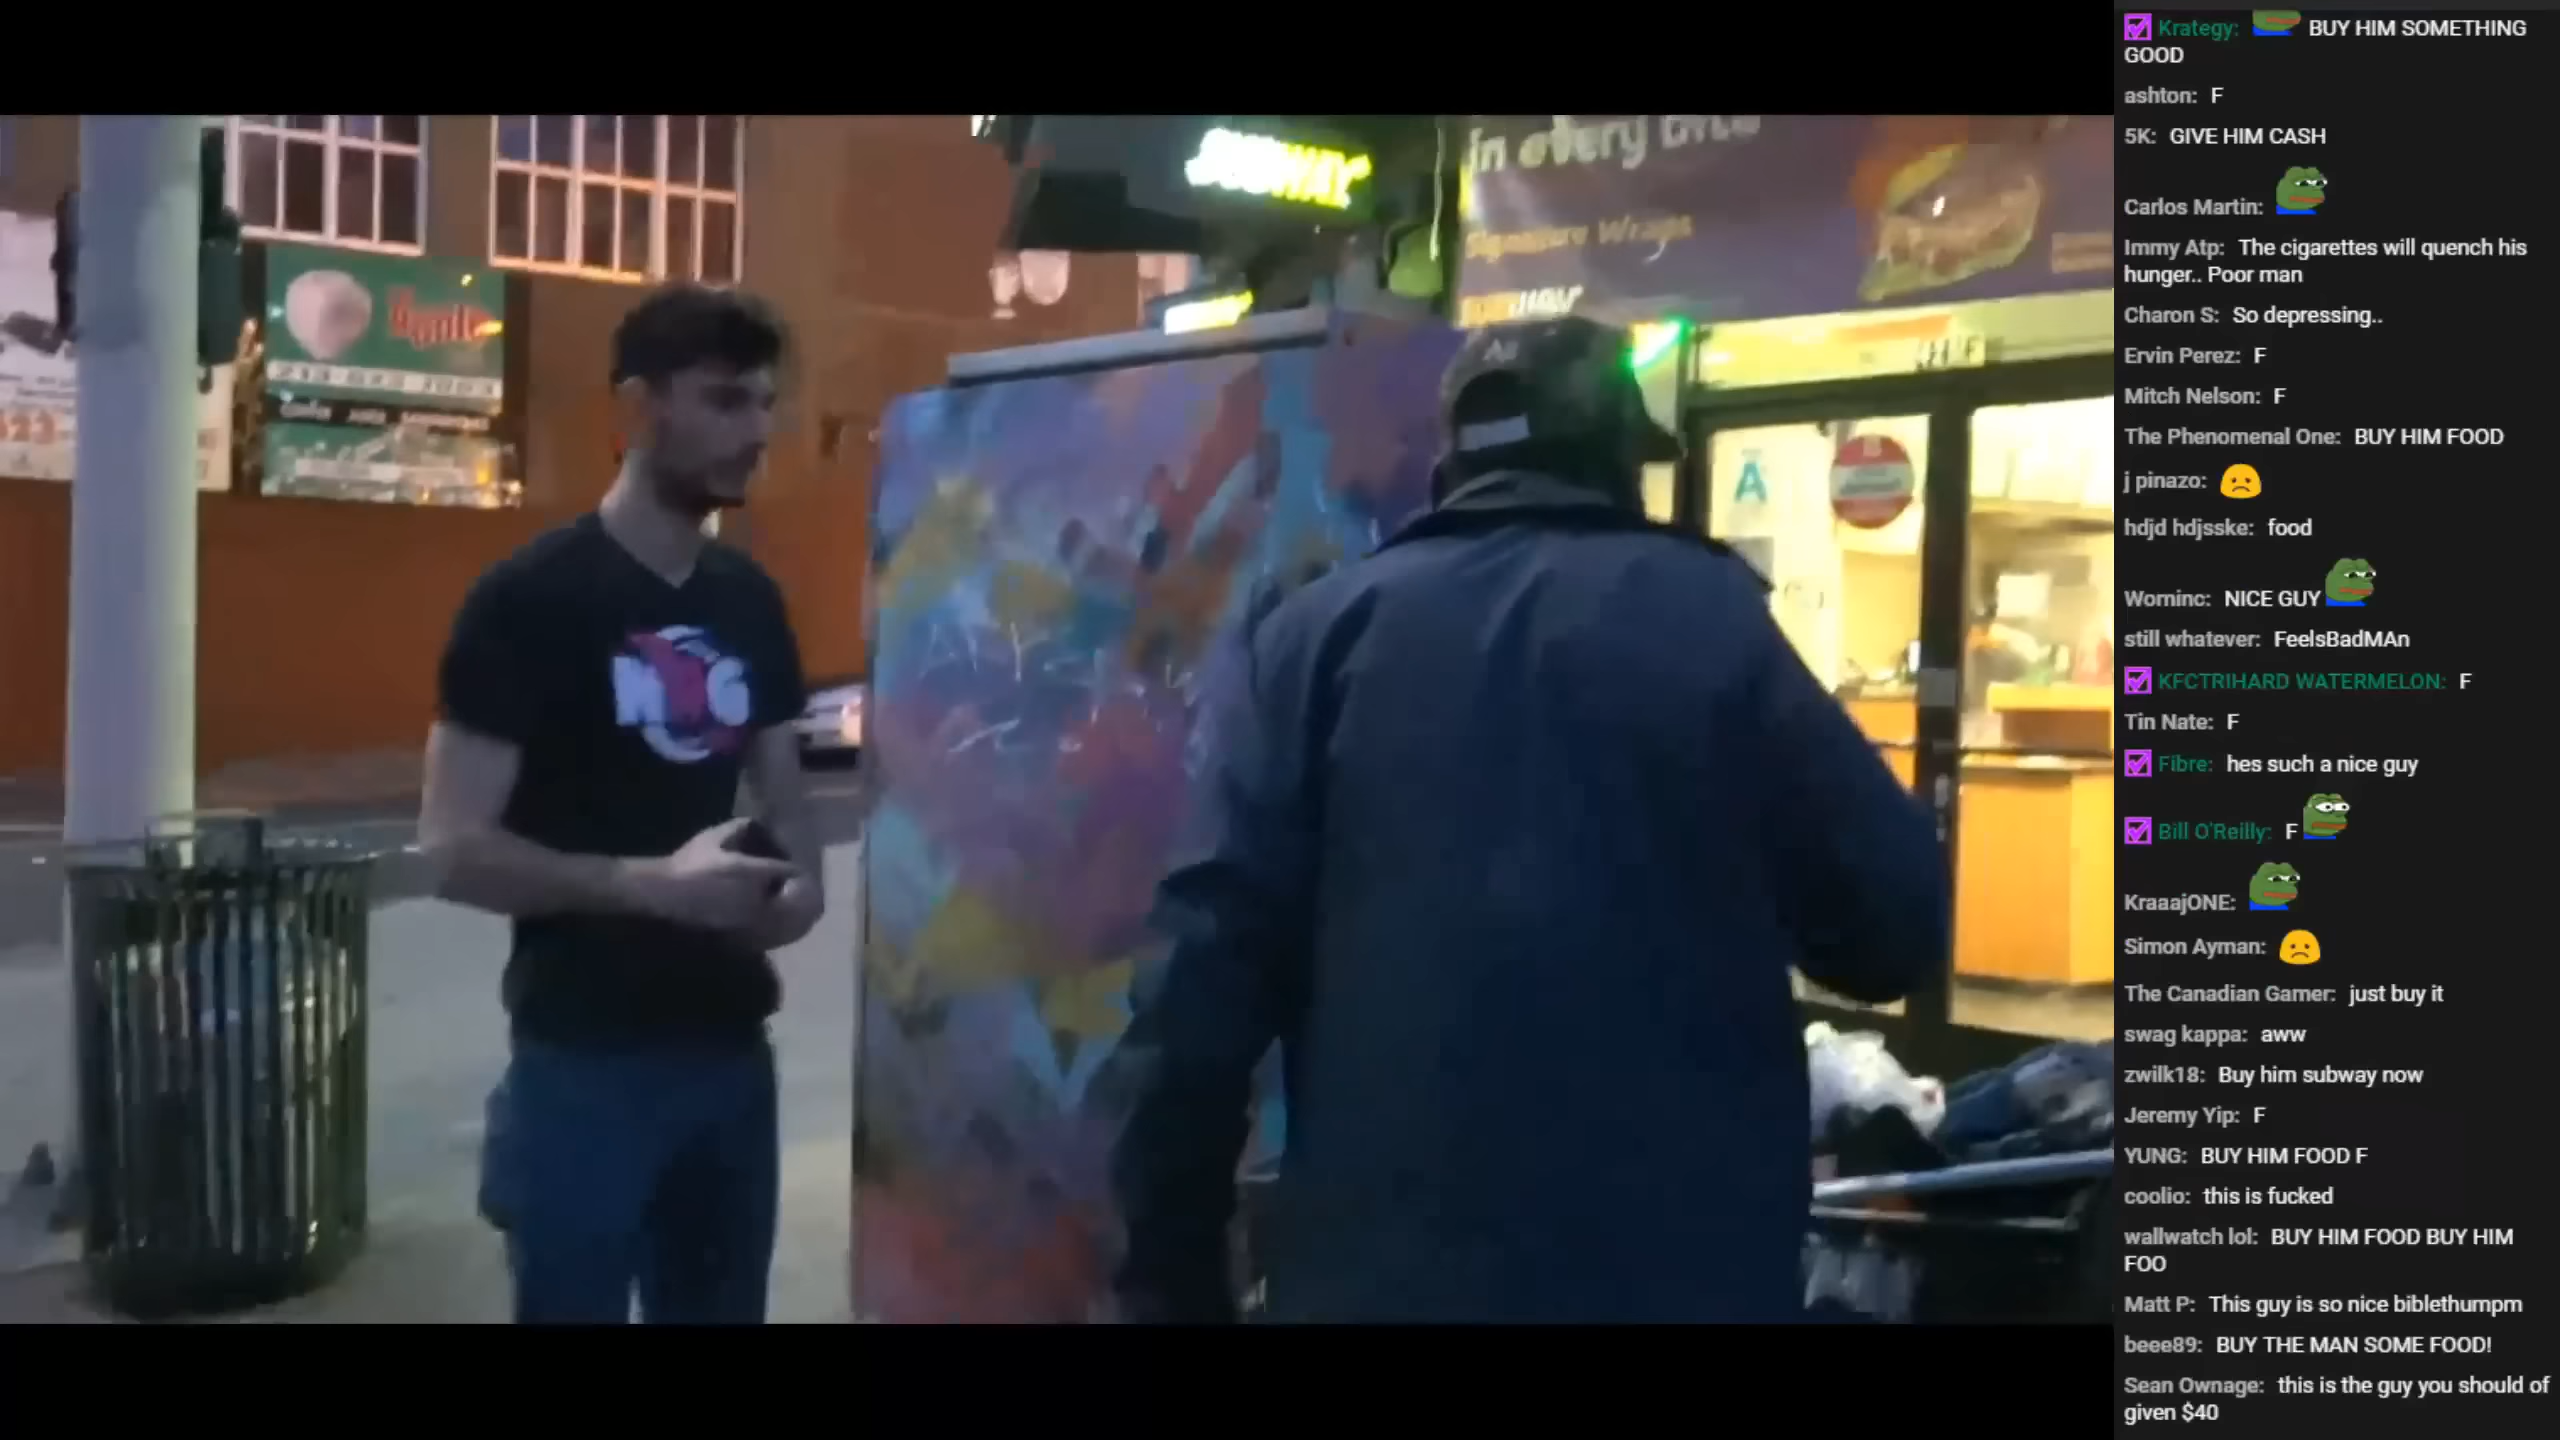 in every bite
Signature Wraps
SUBWAY
SUBWAY
A
Krategy: BUY HIM SOMETHING
GOOD
ashton: F
5K: GIVE HIM CASH
Carlos Martin:
Immy Atp: The cigarettes will quench his
hunger.. Poor man
Charon S: So depressing..
Ervin Perez: F
Mitch Nelson: F
The Phenomenal One: BUY HIM FOOD
j pinazo:
hdjd hdjsske: food
Worninc: NICE GUY
still whatever: FeelsBadMAn
KFCTRIHARD WATERMELON: F
Tin Nate: F
Fibre: hes such a nice guy
Bill O'Reilly: F
KraaajONE:
Simon Ayman:
The Canadian Gamer: just buy it
swag kappa: aww
zwilk18: Buy him subway now
Jeremy Yip: F
YUNG: BUY HIM FOOD F
coolio: this is fucked
wallwatch lol: BUY HIM FOOD BUY HIM
FOO
Matt P: This guy is so nice biblethumpm
beee89: BUY THE MAN SOME FOOD!
Sean Ownage: this is the guy you should of
given $40